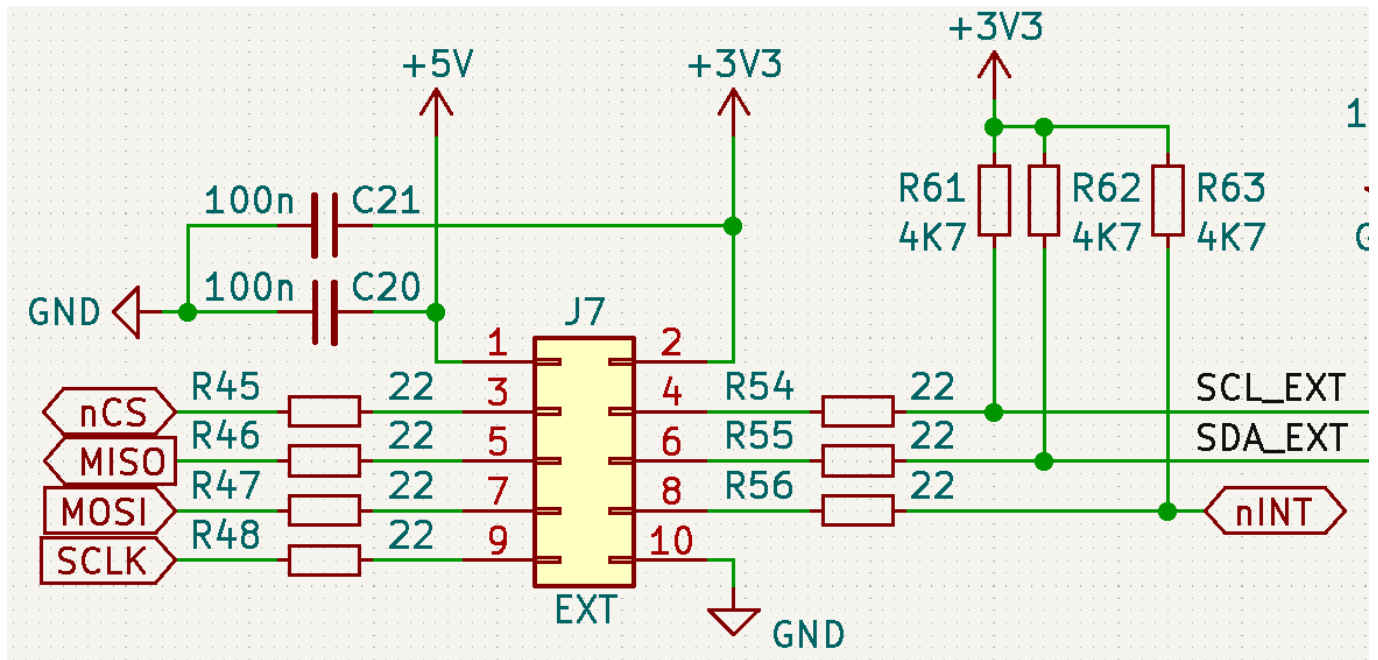 +3V3
+5V
+3V3
1
100n C21
R61 R62 R63
4K7 4K7 4K7
100n C20
GND
J7
1 2
nCS R45 22 3 4 R54 22 SCL_EXT
MISO R46 22 5 6 R55 22 SDA_EXT
MOSI R47 22 7 8 R56 22 nINT
SCLK R48 22 9 10
EXT
GND